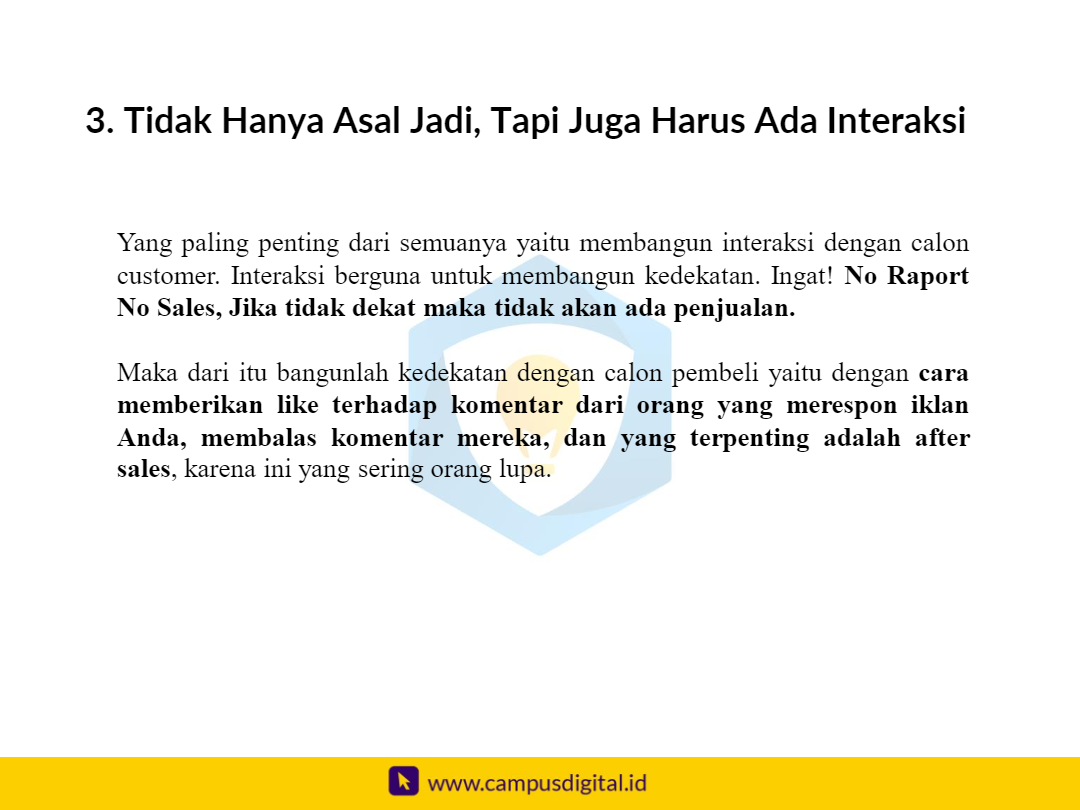 3. Tidak Hanya Asal Jadi, Tapi Juga Harus Ada Interaksi
Yang paling penting dari semuanya yaitu membangun interaksi dengan calon
customer. Interaksi berguna untuk membangun kedekatan. Ingat! No Raport
No Sales, Jika tidak dekat maka tidak akan ada penjualan.
Maka dari itu bangunlah kedekatan dengan calon pembeli yaitu dengan cara
memberikan like terhadap komentar dari orang yang merespon iklan
Anda, membalas komentar mereka, dan yang terpenting adalah after
sales, karena ini yang sering orang lupa.
www.campusdigital.id